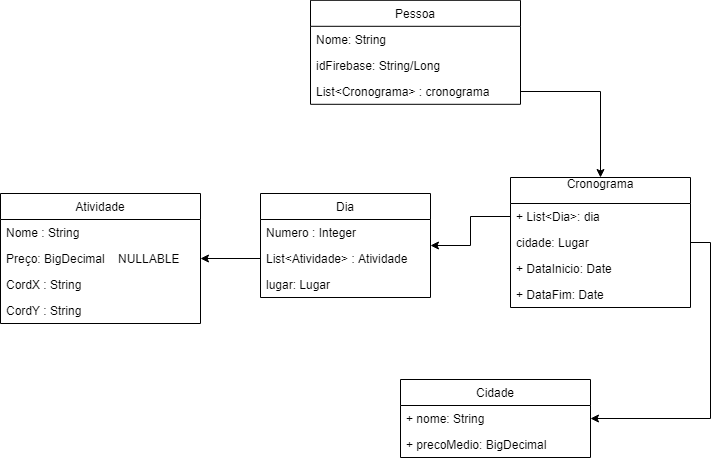 Pessoa
Nome: String
idFirebase: String/Long
List<Cronograma> : cronograma
Cronograma
+ List<Dia>: dia
cidade: Lugar
+ DataInicio: Date
+ DataFim: Date
Dia
Numero : Integer
List<Atividade> : Atividade
lugar: Lugar
Atividade
Nome : String
Preço: BigDecimal NULLABLE
CordX : String
CordY : String
Cidade
+ nome: String
+ precoMedio: BigDecimal